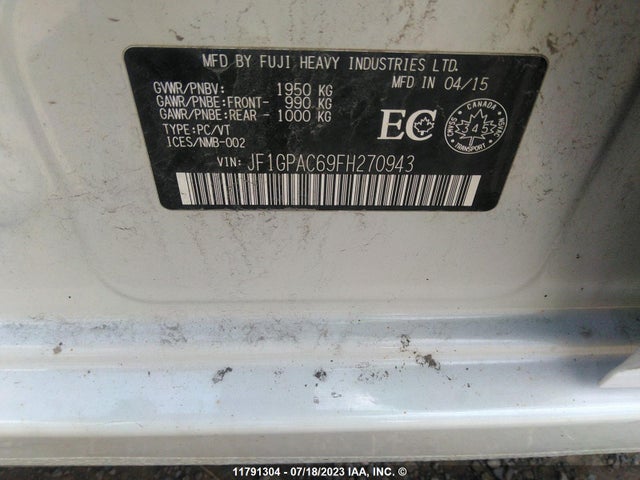 MFD BY FUJI HEAVY INDUSTRIES LTD.
MFD IN 04/15
GVWR/PNBV: 1950 KG
GAWR/PNBE:FRONT- 990 KG
GAWR/PNBE:REAR - 1000 KG
TYPE:PC/VT
ICES/NMB-002
EC
CANADA
345
TRANSPORT
VIN: JF1GPAC69FH270943
11791304 - 07/18/2023 IAA, INC. ©